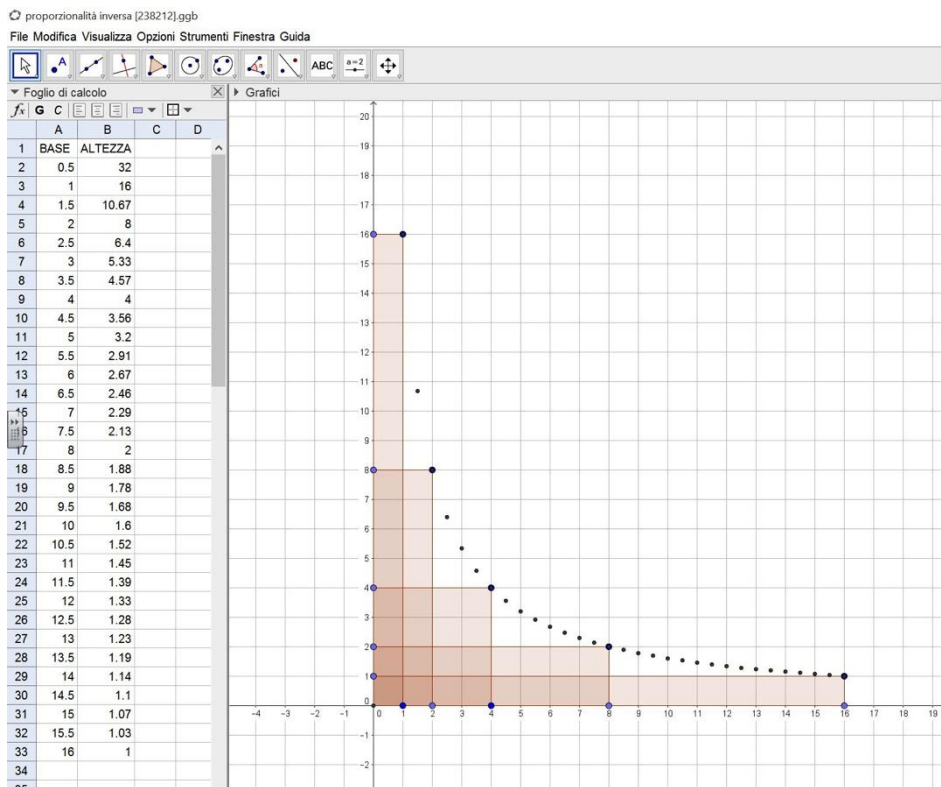 proporzionalità inversa [238212].ggb
File Modifica Visualizza Opzioni Strumenti Finestra Guida
A a ABC a=2
Foglio di calcolo
Grafici
fx G C
A B C D
1 BASE ALTEZZA
2 0.5 32
3 1 16
4 1.5 10.67
5 2 8
6 2.5 6.4
7 3 5.33
8 3.5 4.57
9 4 4
10 4.5 3.56
11 5 3.2
12 5.5 2.91
13 6 2.67
14 6.5 2.46
15 7 2.29
16 7.5 2.13
17 8 2
18 8.5 1.88
19 9 1.78
20 9.5 1.68
21 10 1.6
22 10.5 1.52
23 11 1.45
24 11.5 1.39
25 12 1.33
26 12.5 1.28
27 13 1.23
28 13.5 1.19
29 14 1.14
30 14.5 1.1
31 15 1.07
32 15.5 1.03
33 16 1
34
35
20
19
18
17
16
15
14
13
12
11
10
9
8
7
6
5
4
3
2
1
0
-4 -3 -2 -1 0 1 2 3 4 5 6 7 8 9 10 11 12 13 14 15 16 17 18 19
-1
-2